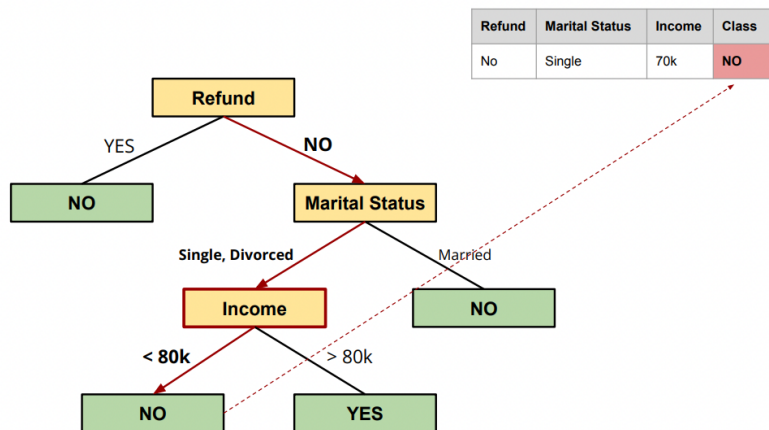 Refund Marital Status Income Class
No Single 70k NO
Refund
YES NO
NO Marital Status
Single, Divorced Married
Income NO
< 80k > 80k
NO YES